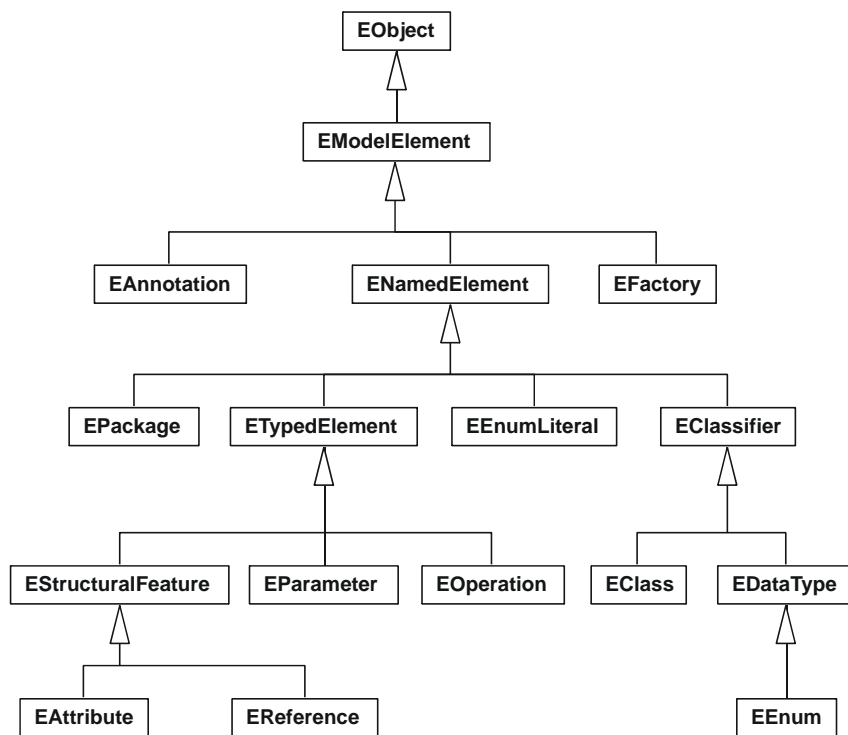 EObject
EModelElement
EAnnotation
ENamedElement
EFactory
EPackage
ETypedElement
EEnumLiteral
EClassifier
EStructuralFeature
EParameter
EOperation
EClass
EDataType
EAttribute
EReference
EEnum